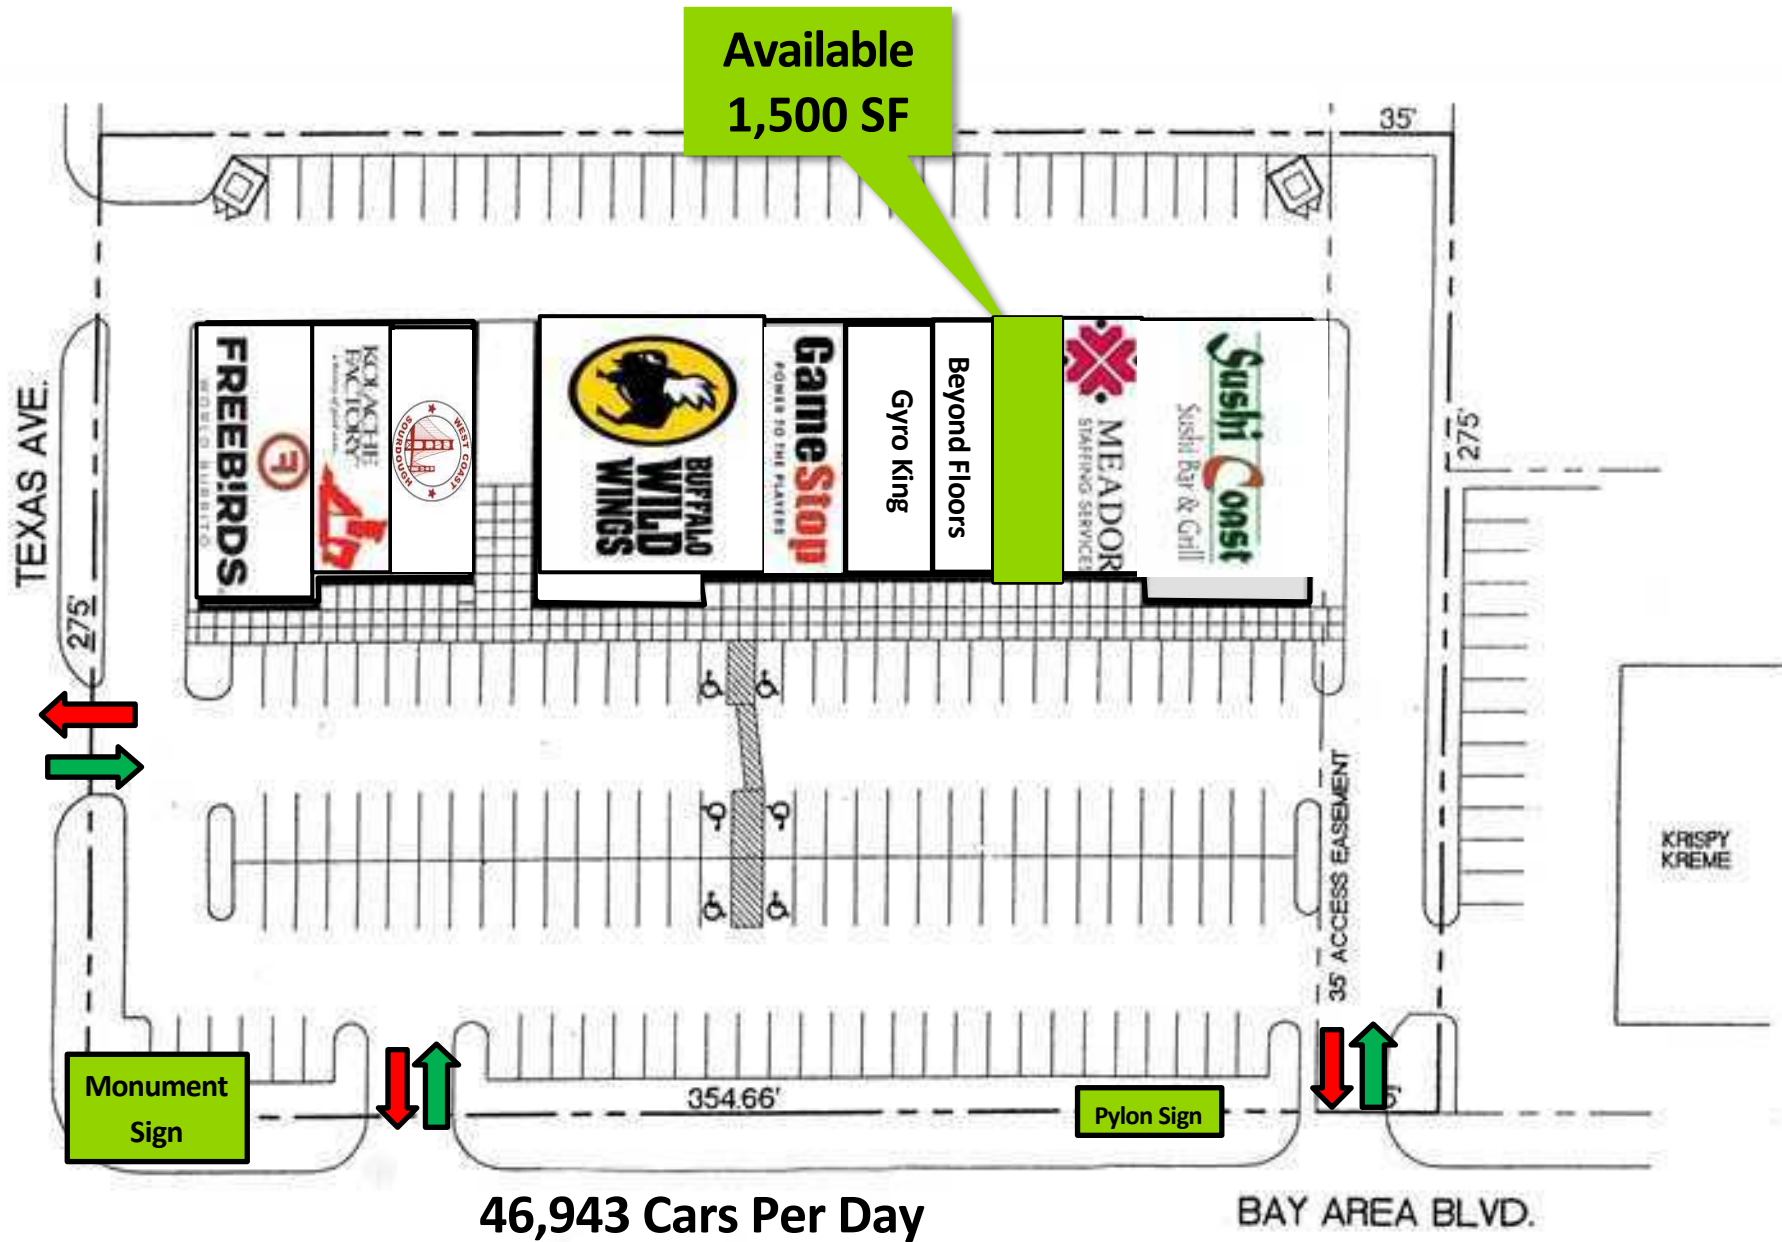 Available
1,500 SF
35'
TEXAS AVE.
275'
FREEBIRDS
WORLD BURRITO
KOLACHE
FACTORY
WEST COAST
SOURDOUGH
BUFFALO
WILD
WINGS
GameStop
POWER TO THE PLAYERS
Gyro King
Beyond Floors
MEADOR
STAFFING SERVICES
Sushi Coast
Sushi Bar & Grill
275'
35' ACCESS EASEMENT
KRISPY
KREME
Monument
Sign
354.66'
Pylon Sign
46,943 Cars Per Day
BAY AREA BLVD.